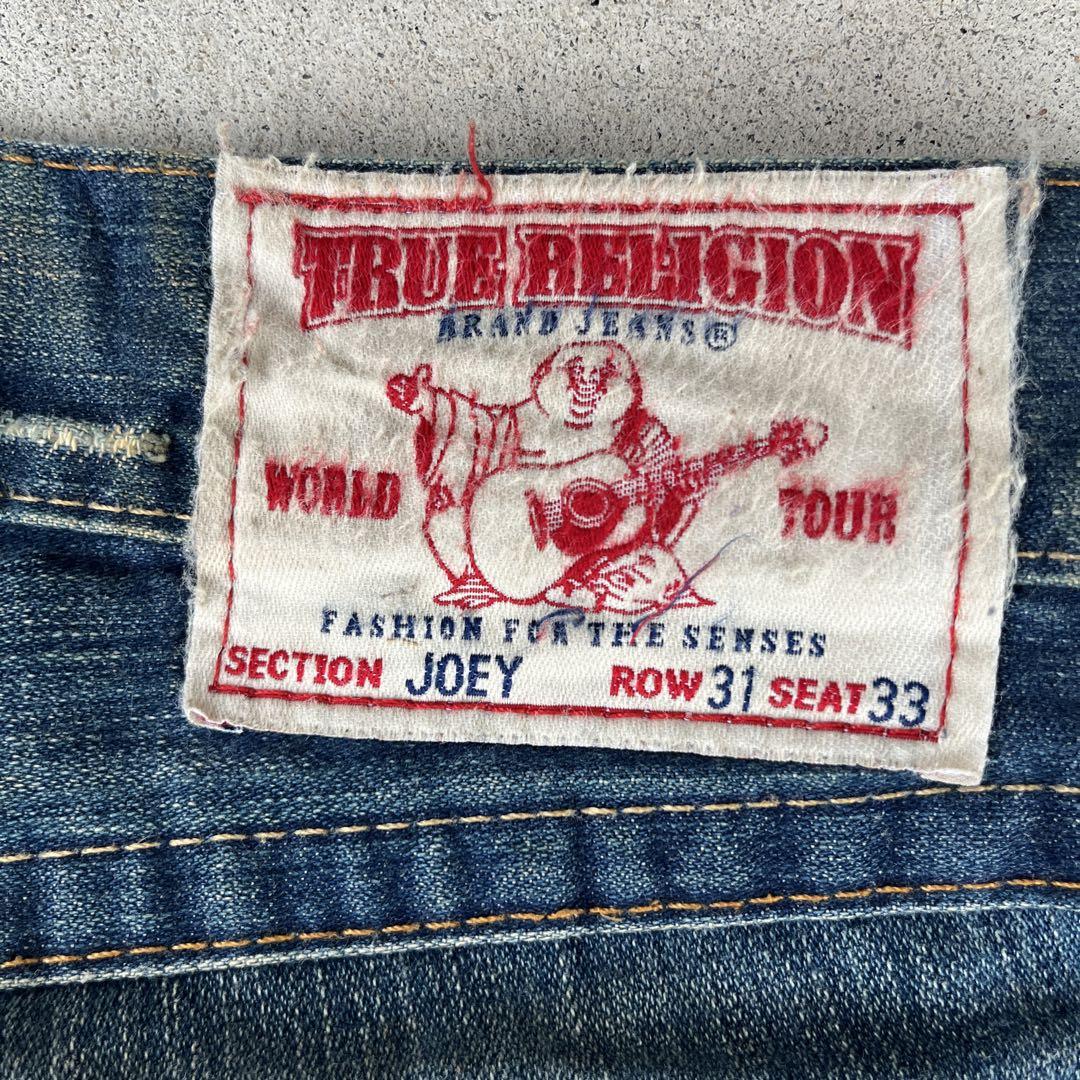 TRUE RELIGION
BRAND JEANS®
WORLD TOUR
FASHION FOR THE SENSES
SECTION JOEY ROW 31 SEAT 33